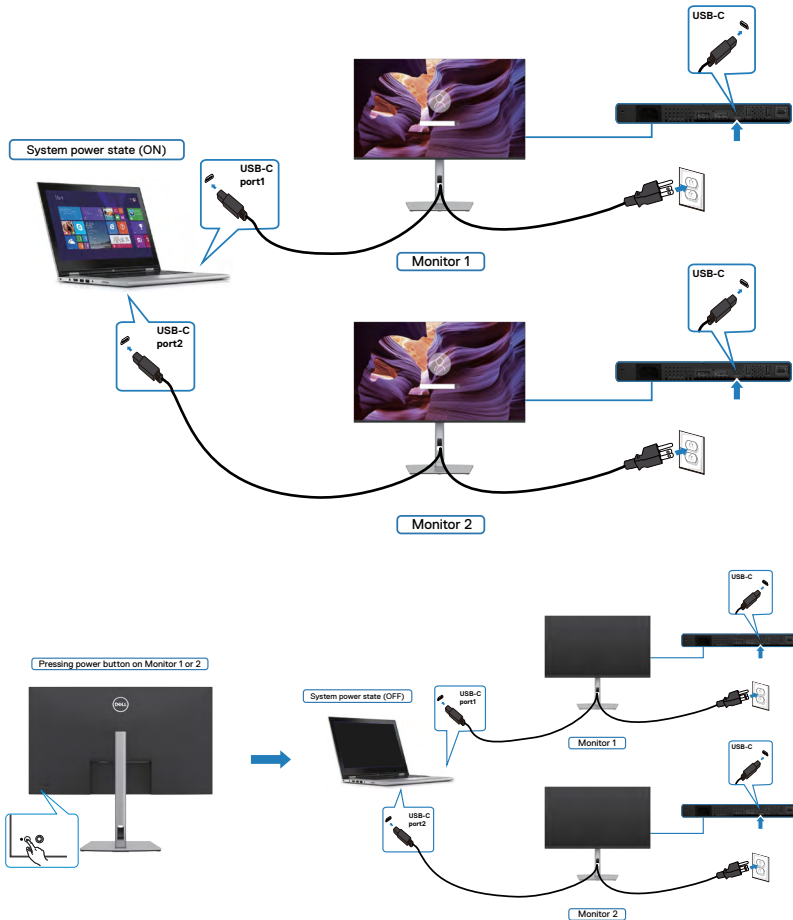 USB-C
System power state (ON)
USB-C
port1
Monitor 1
USB-C
USB-C
port2
Monitor 2
USB-C
Pressing power button on Monitor 1 or 2
DELL
System power state (OFF)
USB-C
port1
Monitor 1
USB-C
USB-C
port2
Monitor 2